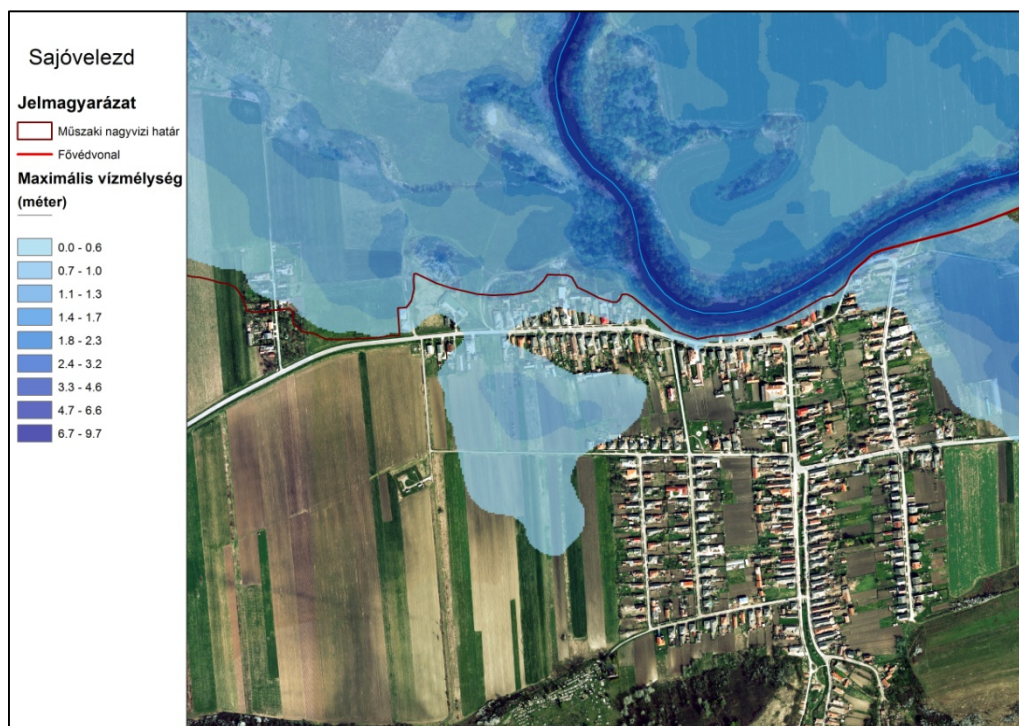 Sajóvelezd
Jelmagyarázat
Műszaki nagyvizi határ
Fővédvonal
Maximális vízmélység
(méter)
0.0 - 0.6
0.7 - 1.0
1.1 - 1.3
1.4 - 1.7
1.8 - 2.3
2.4 - 3.2
3.3 - 4.6
4.7 - 6.6
6.7 - 9.7